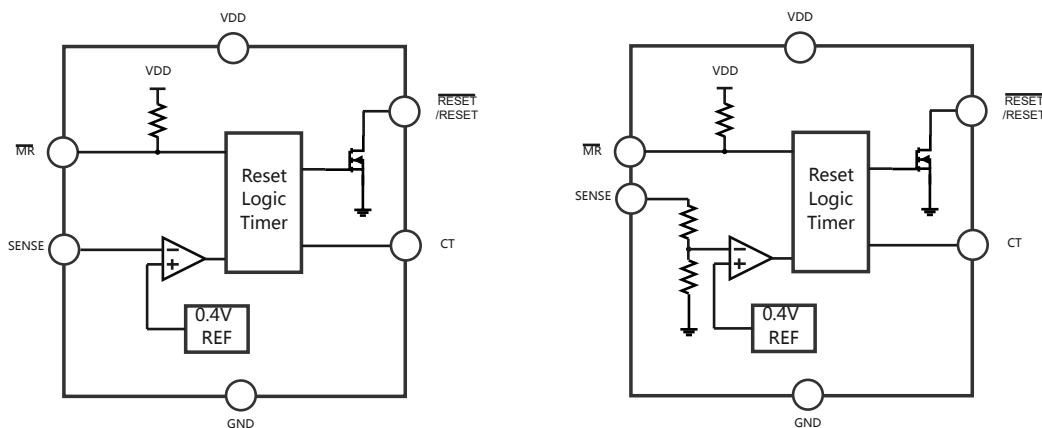 VDD
VDD
RESET
/RESET
MR
Reset
Logic
Timer
SENSE
CT
0.4V
REF
GND
VDD
VDD
RESET
/RESET
MR
SENSE
Reset
Logic
Timer
CT
0.4V
REF
GND